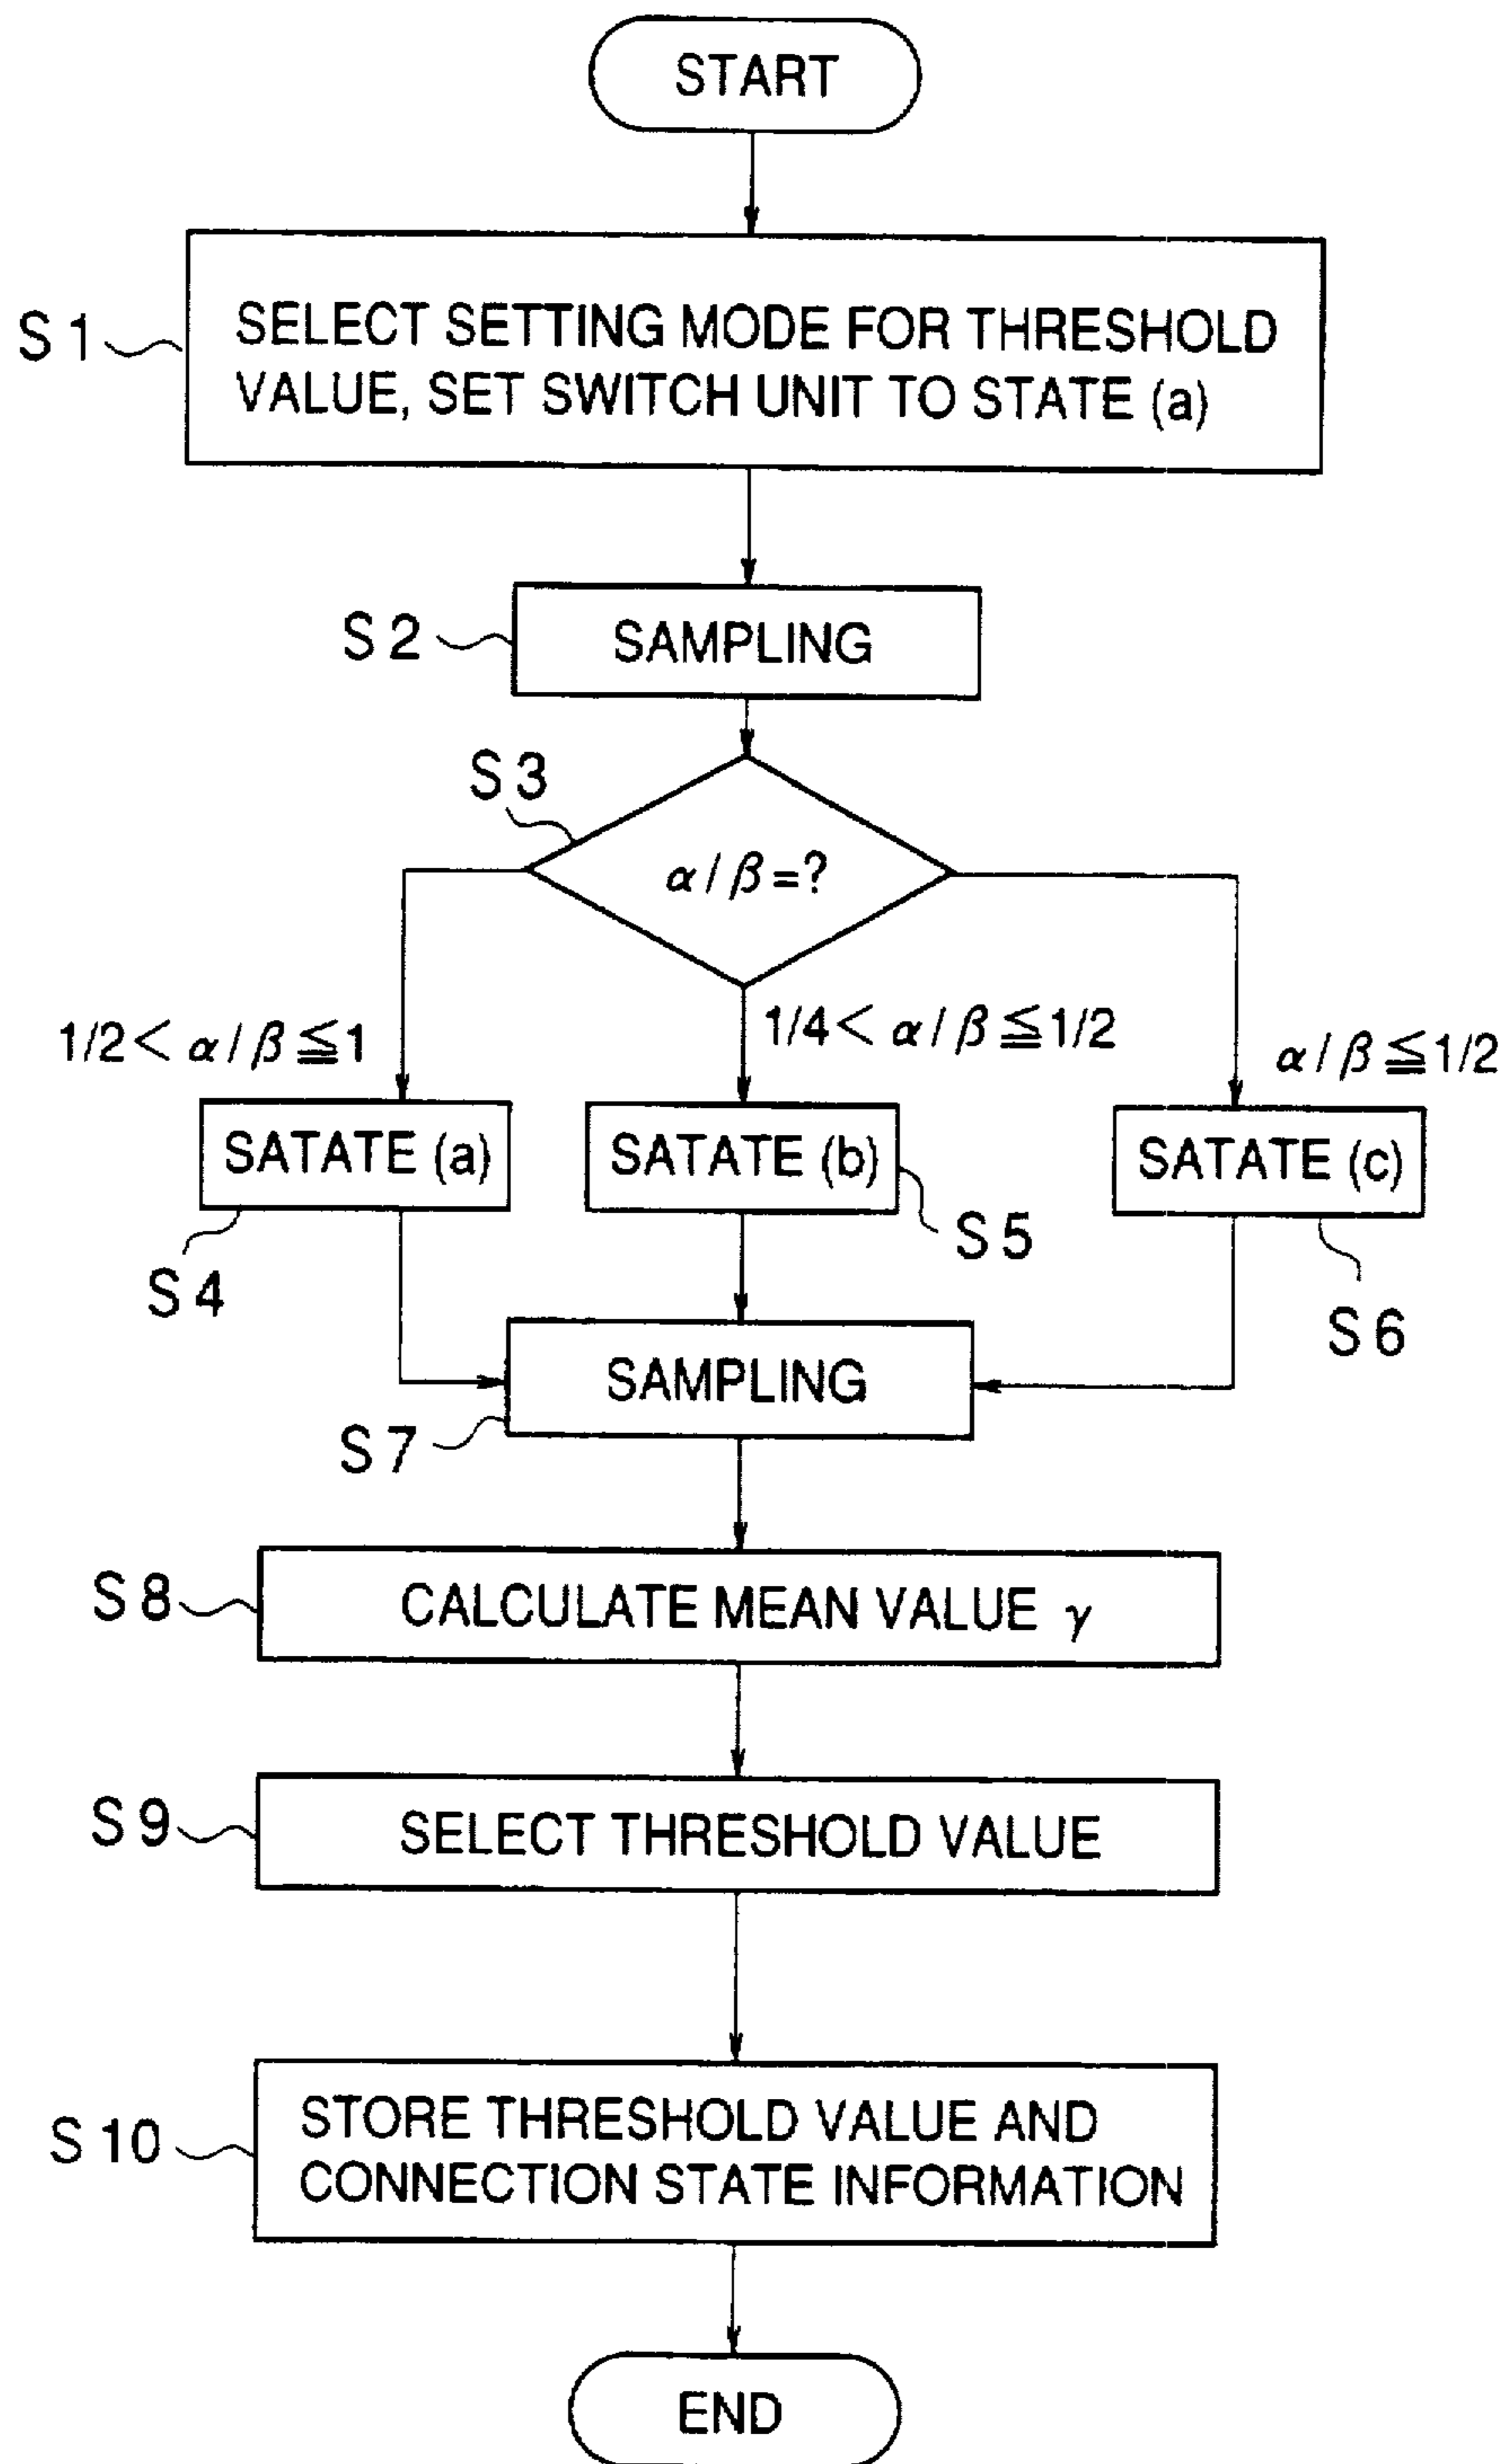 START
S1
SELECT SETTING MODE FOR THRESHOLD
VALUE, SET SWITCH UNIT TO STATE (a)
S2
SAMPLING
S3
α/β=?
1/2< α/β ≦1
1/4< α/β ≦1/2
α/β ≦1/2
SATATE (a)
SATATE (b)
SATATE (c)
S4
S5
S6
SAMPLING
S7
S8
CALCULATE MEAN VALUE γ
S9
SELECT THRESHOLD VALUE
S10
STORE THRESHOLD VALUE AND
CONNECTION STATE INFORMATION
END